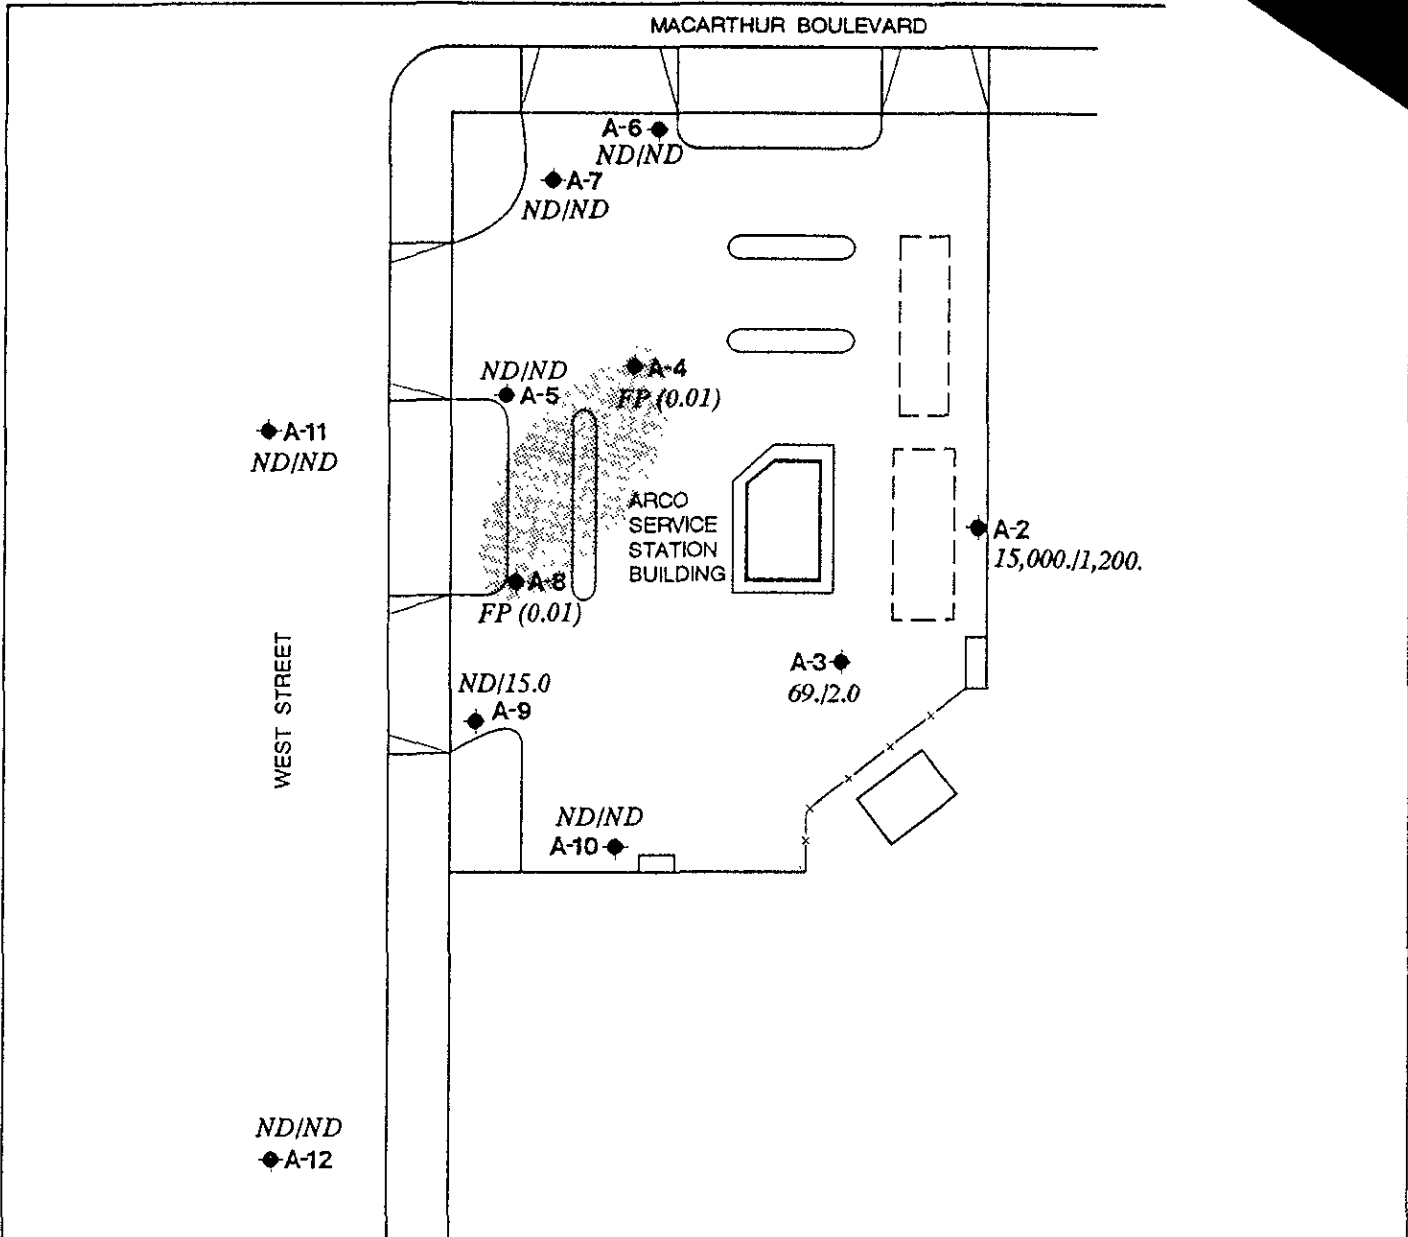 MACARTHUR BOULEVARD
A-6
ND/ND
A-7
ND/ND
ND/ND
A-5
A-4
FP (0.01)
A-11
ND/ND
ARCO
SERVICE
STATION
BUILDING
A-2
15,000./1,200.
A-8
FP (0.01)
WEST STREET
A-3
69./2.0
ND/15.0
A-9
ND/ND
A-10
ND/ND
A-12